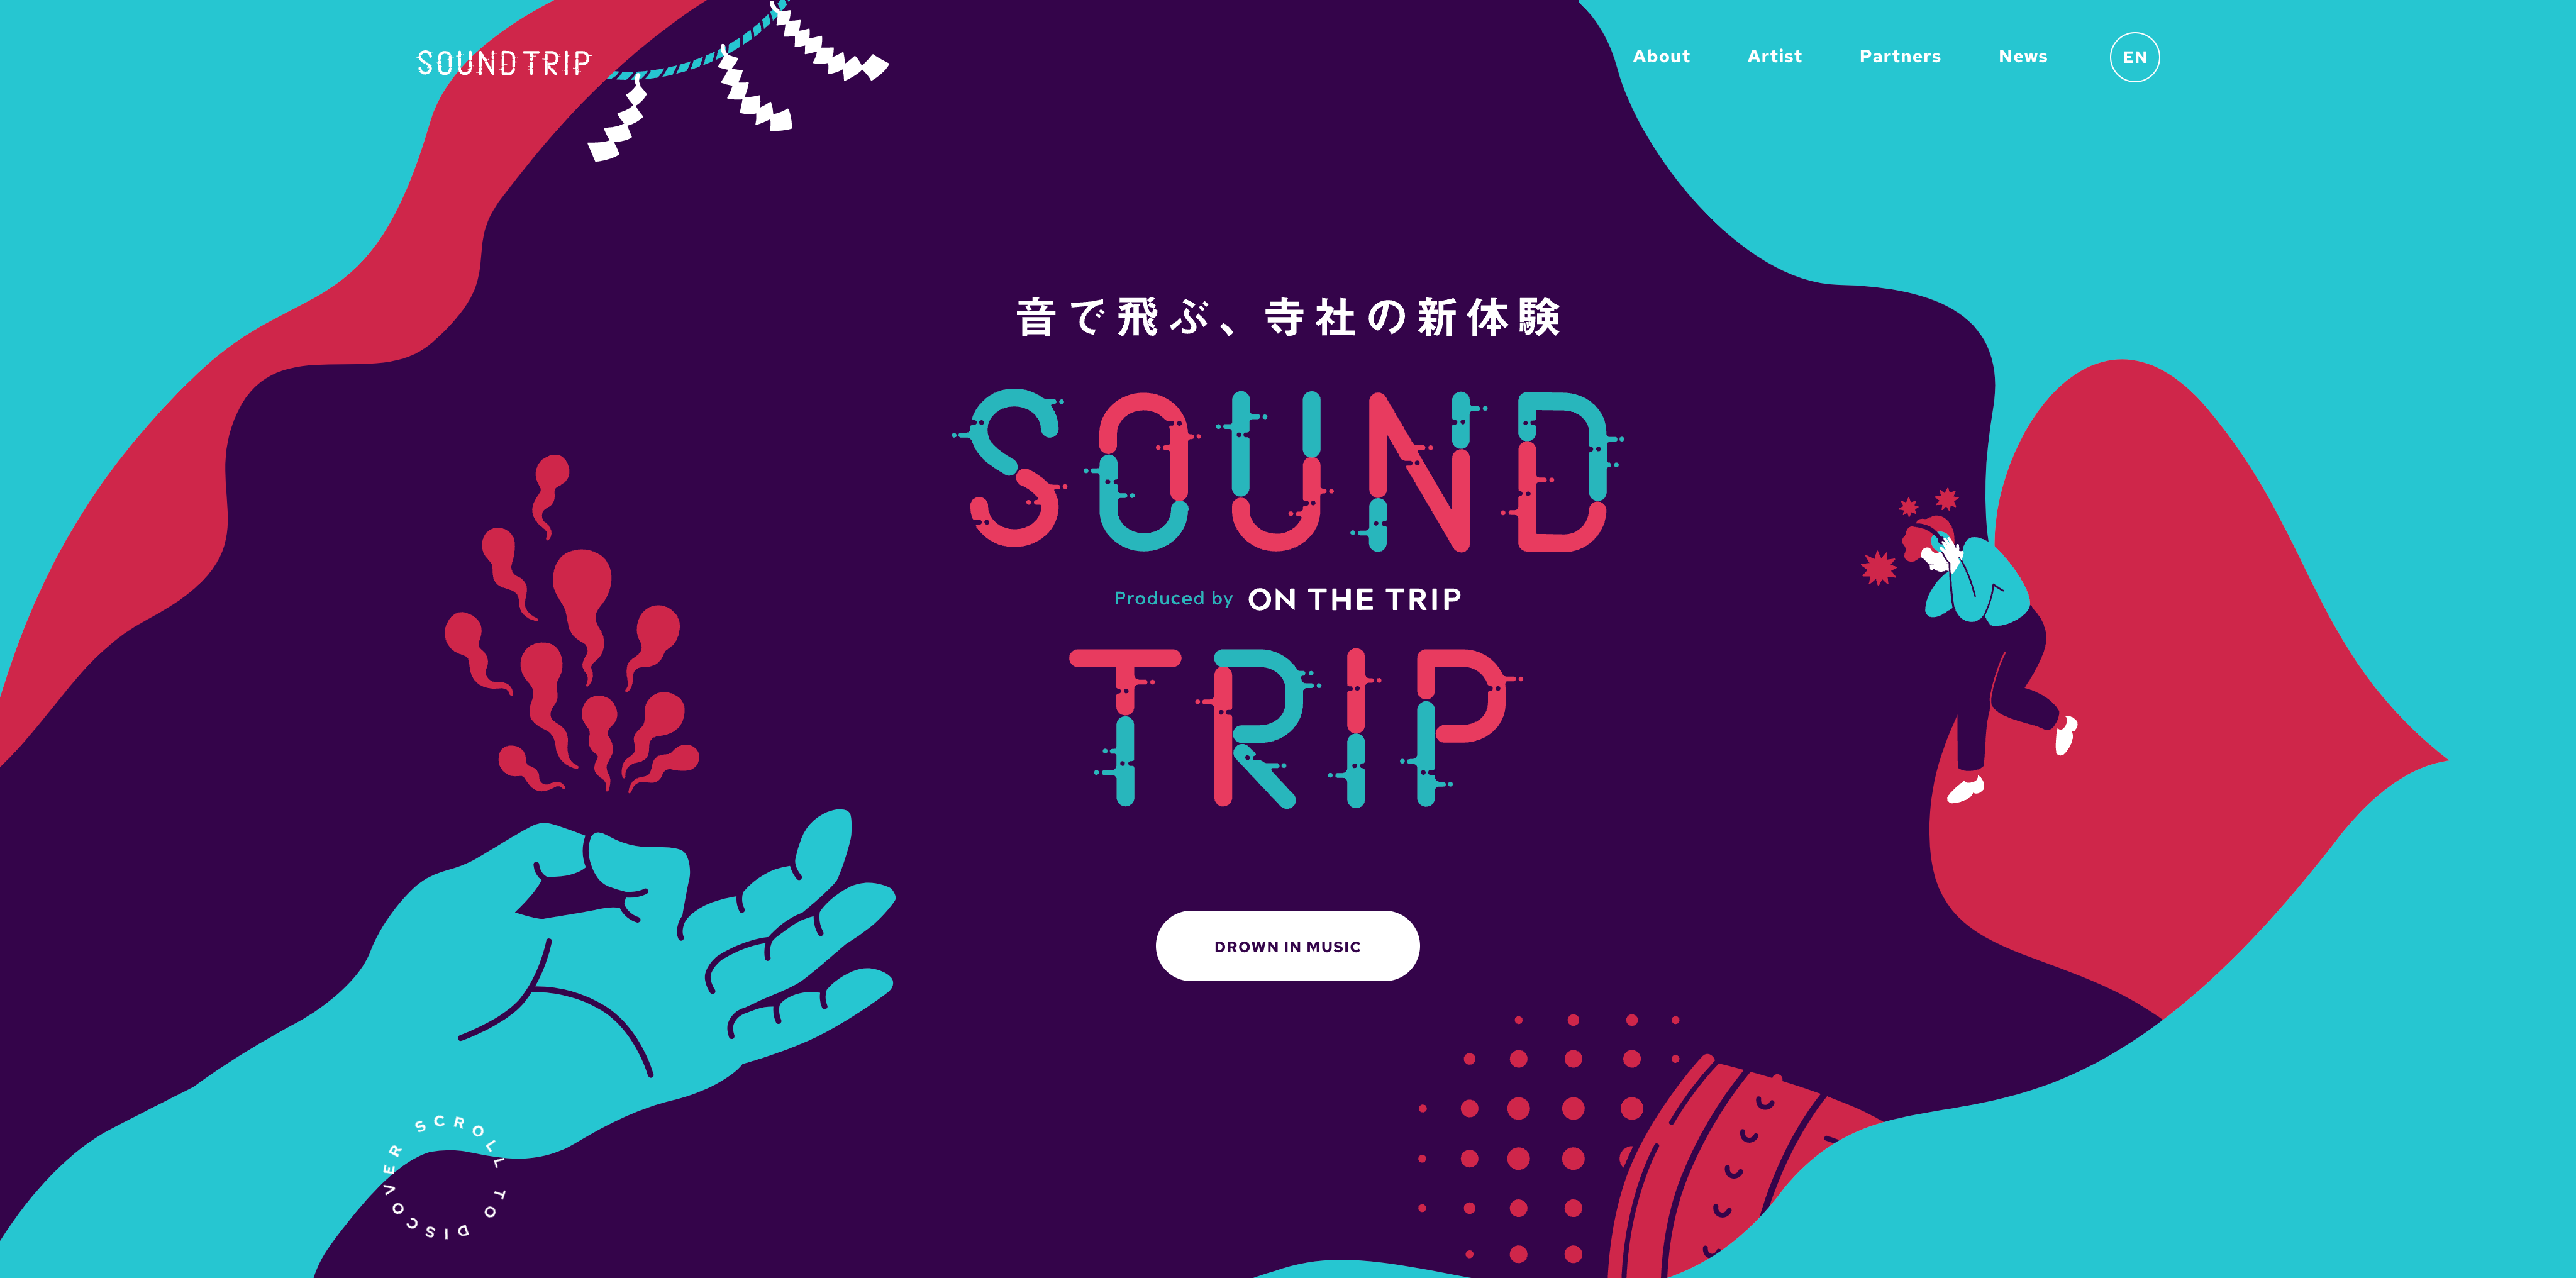 SOUNDTRIP
About
Artist
Partners
News
EN
音で飛ぶ、寺社の新体験
SOUND
Produced by ON THE TRIP
TRIP
DROWN IN MUSIC
SCROLL TO DISCOVER